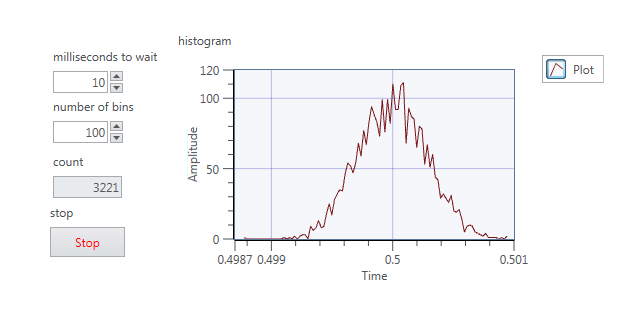 histogram
milliseconds to wait
10
number of bins
100
count
3221
stop
Stop
Amplitude
120
100
50
0
0.4987 0.499 0.5 0.501
Time
Plot